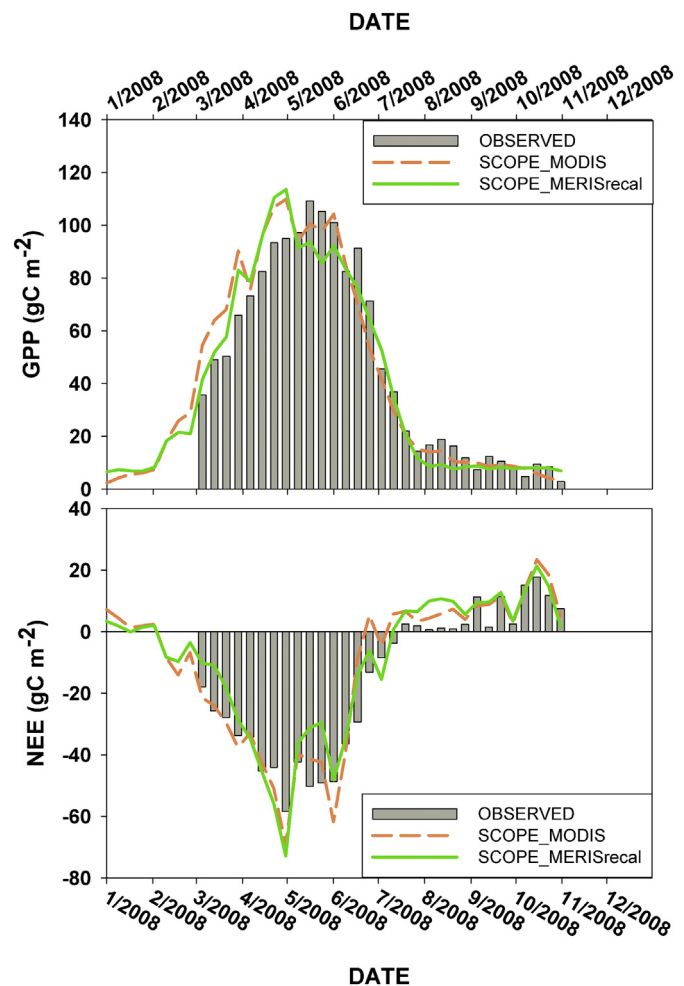 DATE
1/2008 2/2008 3/2008 4/2008 5/2008 6/2008 7/2008 8/2008 9/2008 10/2008 11/2008 12/2008
140
120
100
80
60
40
20
0
GPP (gC m-2)
OBSERVED
SCOPE_MODIS
SCOPE_MERISrecal
40
20
0
-20
-40
-60
-80
NEE (gC m-2)
OBSERVED
SCOPE_MODIS
SCOPE_MERISrecal
1/2008 2/2008 3/2008 4/2008 5/2008 6/2008 7/2008 8/2008 9/2008 10/2008 11/2008 12/2008
DATE